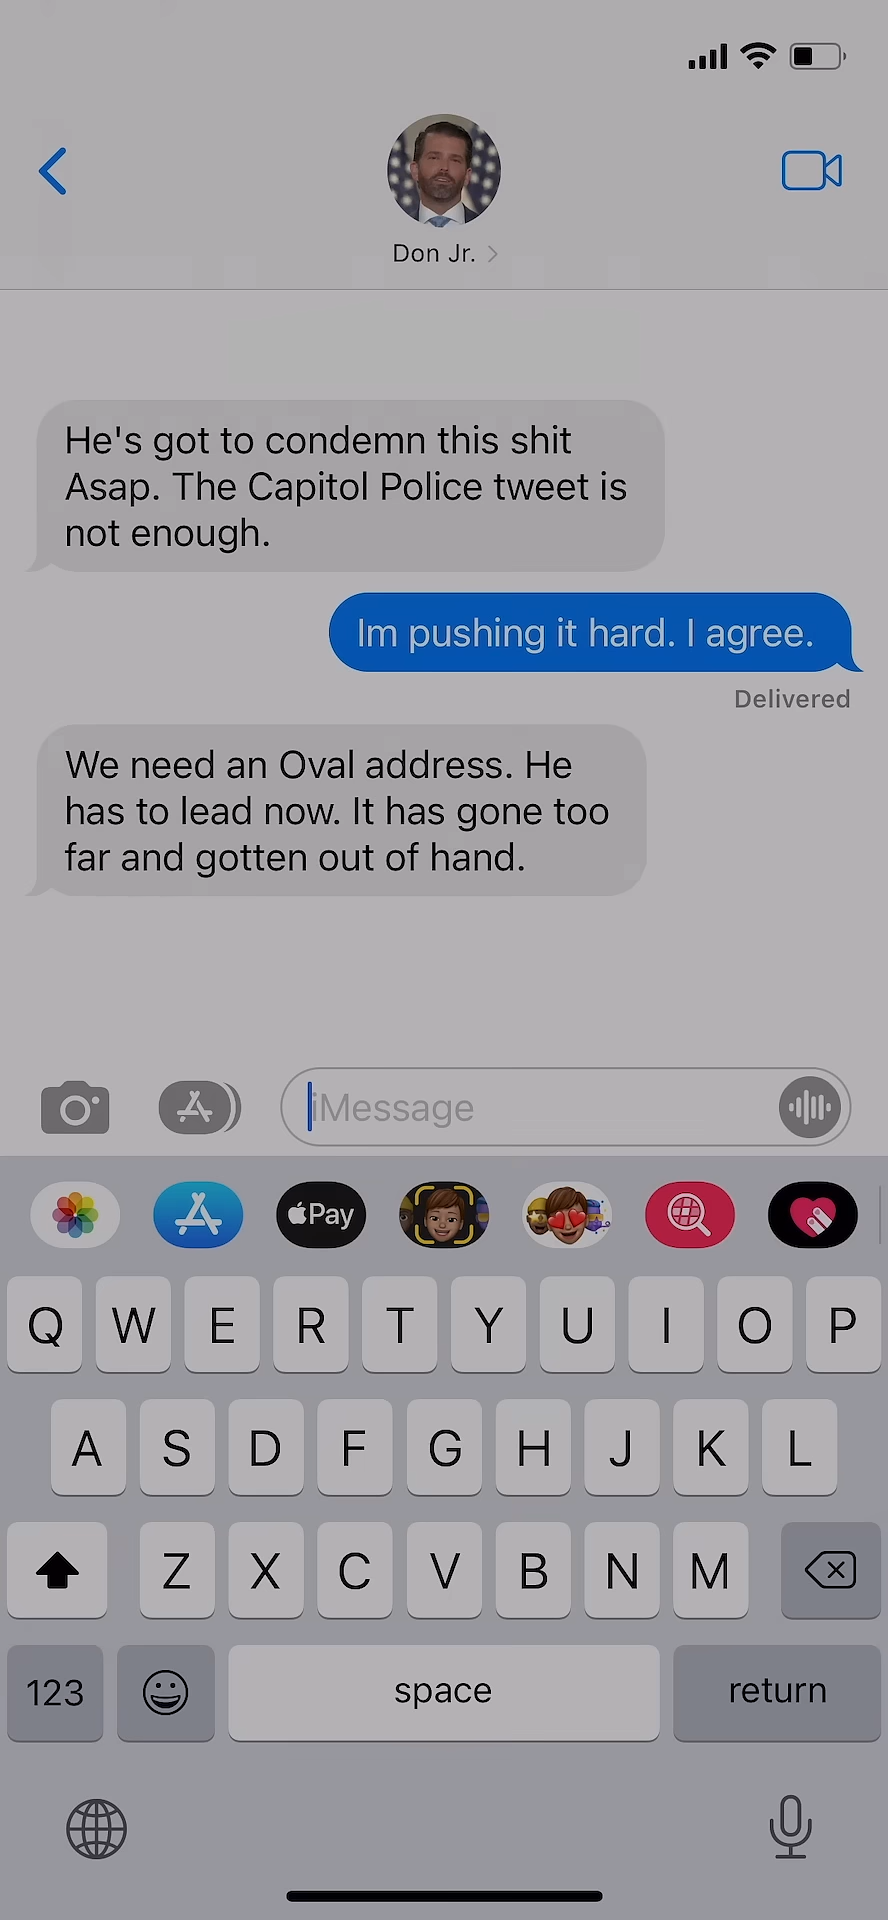 Don Jr.
He's got to condemn this shit
Asap. The Capitol Police tweet is
not enough.
Im pushing it hard. I agree.
Delivered
We need an Oval address. He
has to lead now. It has gone too
far and gotten out of hand.
iMessage
Pay
Q W E R T Y U I O P
A S D F G H J K L
Z X C V B N M
123 space return